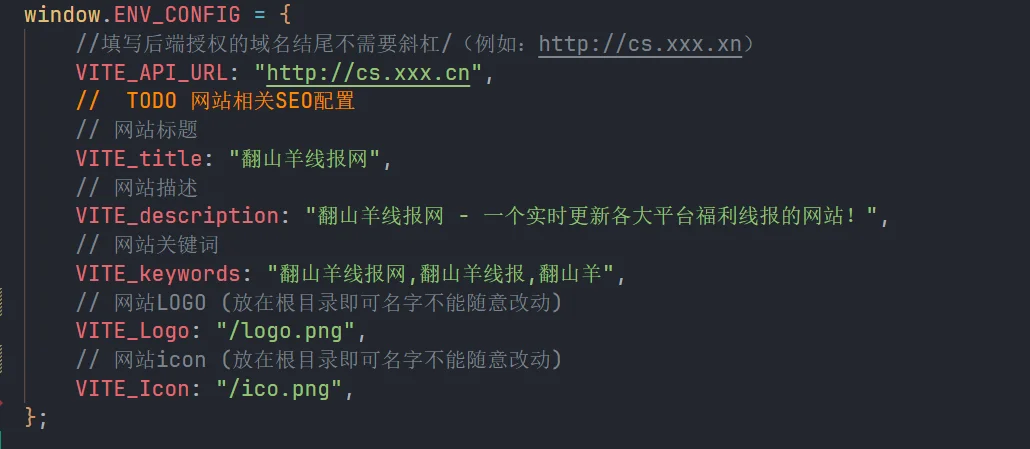 window.ENV_CONFIG = {
//填写后端授权的域名结尾不需要斜杠/（例如：http://cs.xxx.xn）
VITE_API_URL: "http://cs.xxx.cn",
//  TODO 网站相关SEO配置
// 网站标题
VITE_title: "翻山羊线报网",
// 网站描述
VITE_description: "翻山羊线报网 - 一个实时更新各大平台福利线报的网站！",
// 网站关键词
VITE_keywords: "翻山羊线报网,翻山羊线报,翻山羊",
// 网站LOGO (放在根目录即可名字不能随意改动)
VITE_Logo: "/logo.png",
// 网站icon (放在根目录即可名字不能随意改动)
VITE_Icon: "/ico.png",
};